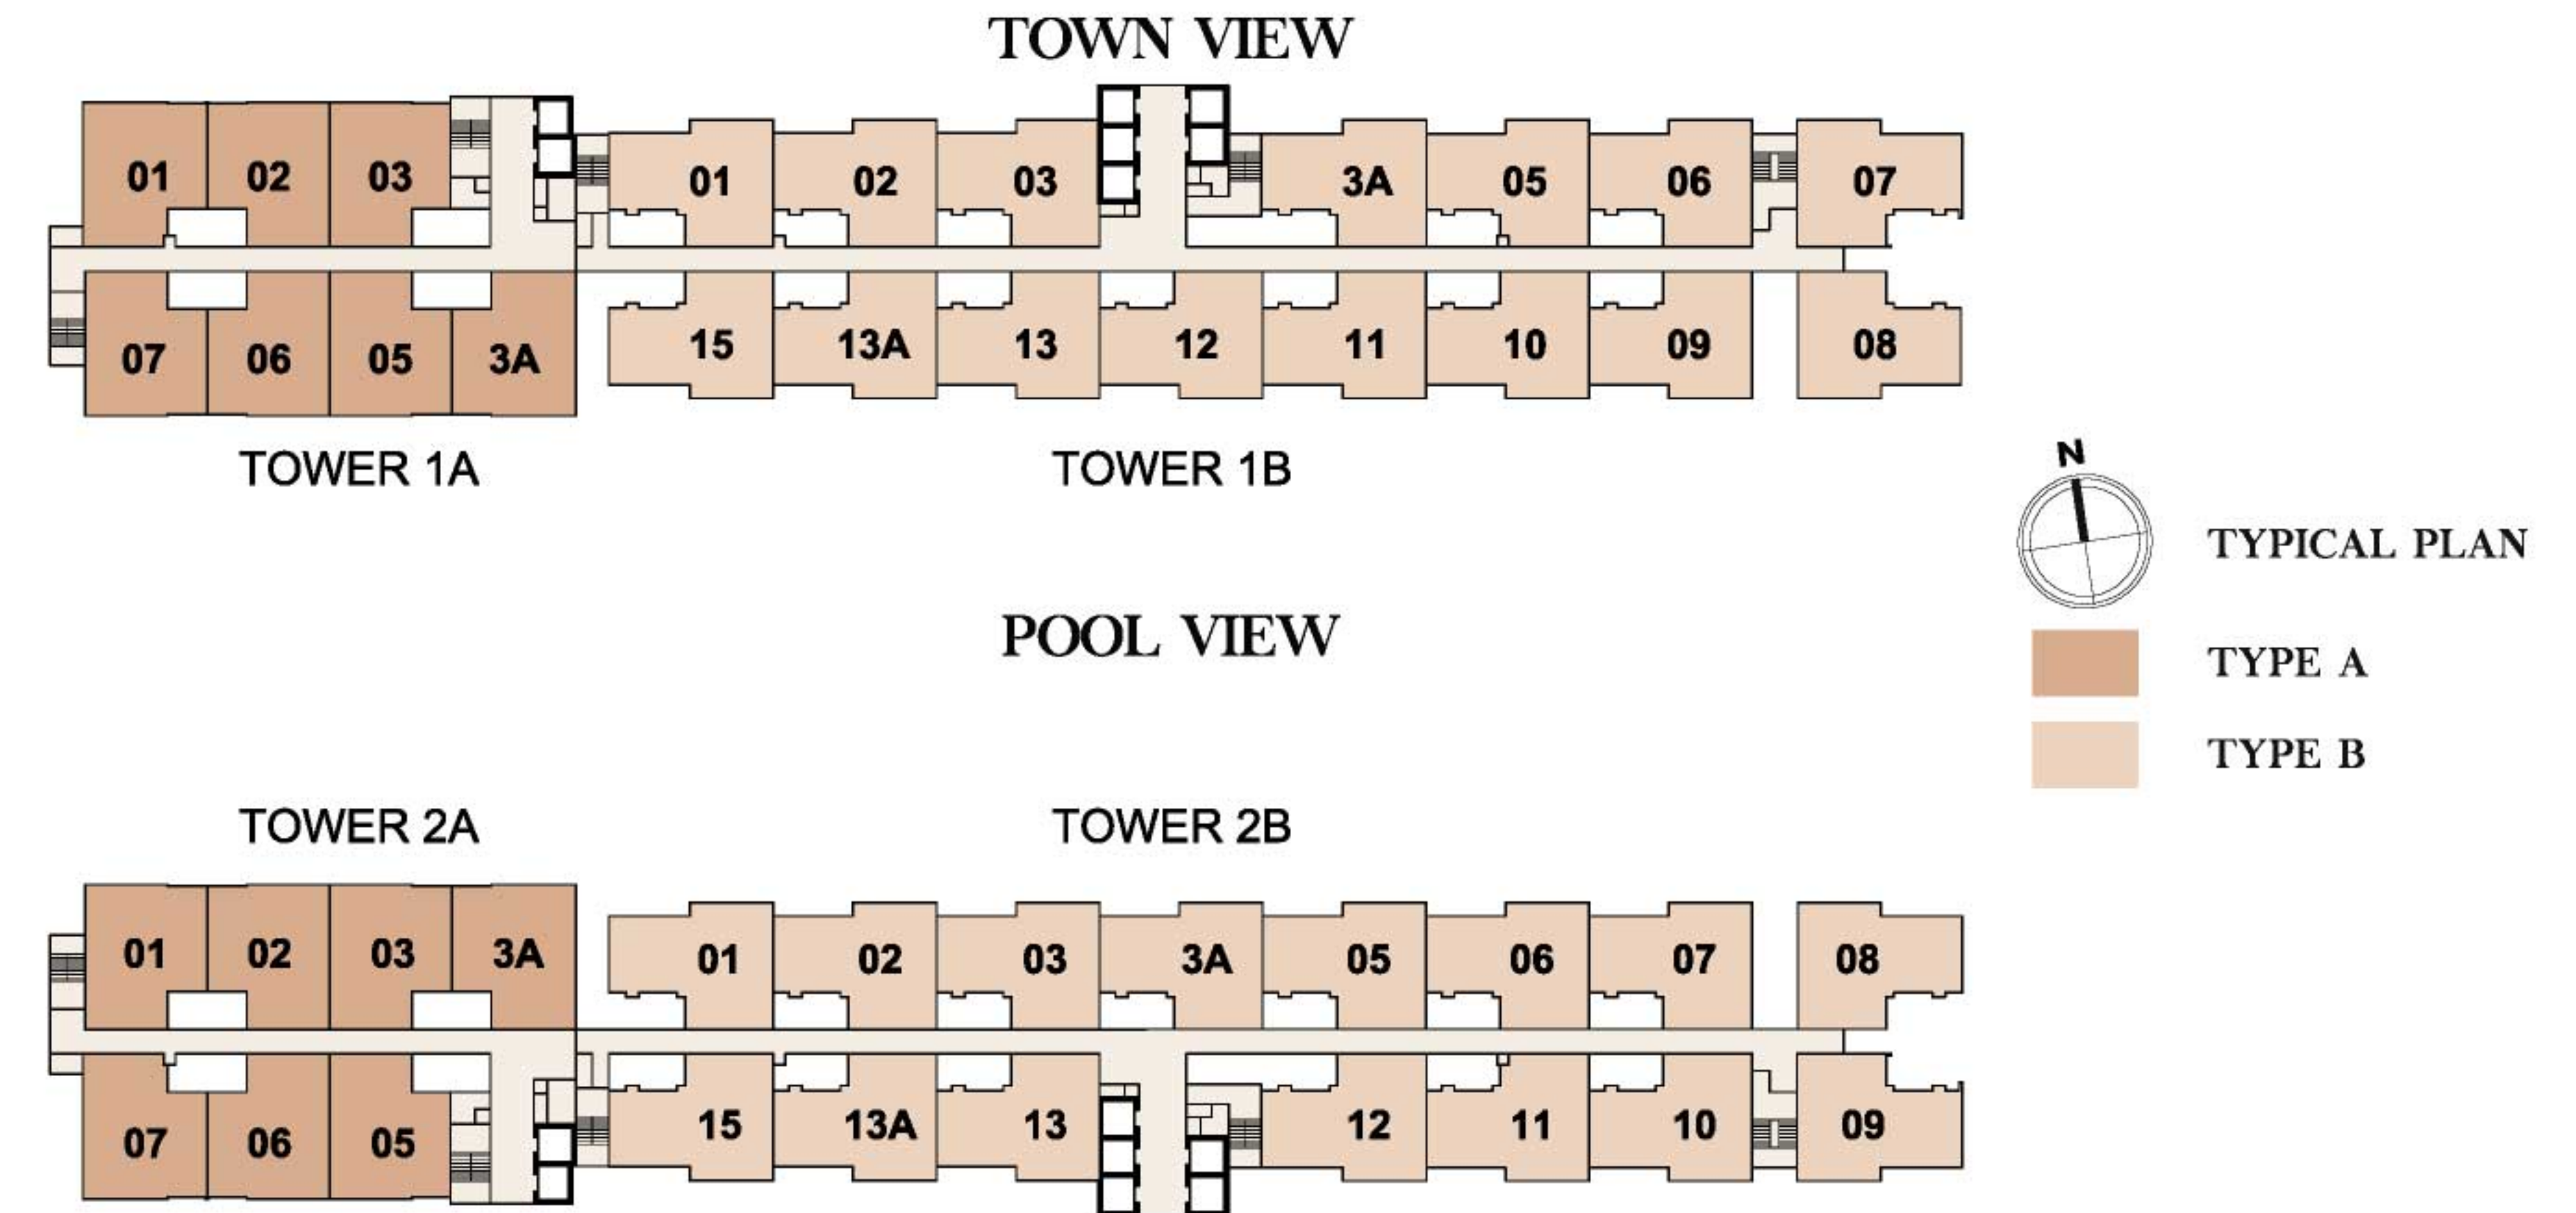 TOWN VIEW
01 02 03 01 02 03 3A 05 06 07
07 06 05 3A 15 13A 13 12 11 10 09 08
TOWER 1A TOWER 1B
N
TYPICAL PLAN
POOL VIEW
TYPE A
TYPE B
TOWER 2A TOWER 2B
01 02 03 3A 01 02 03 3A 05 06 07 08
07 06 05 15 13A 13 12 11 10 09